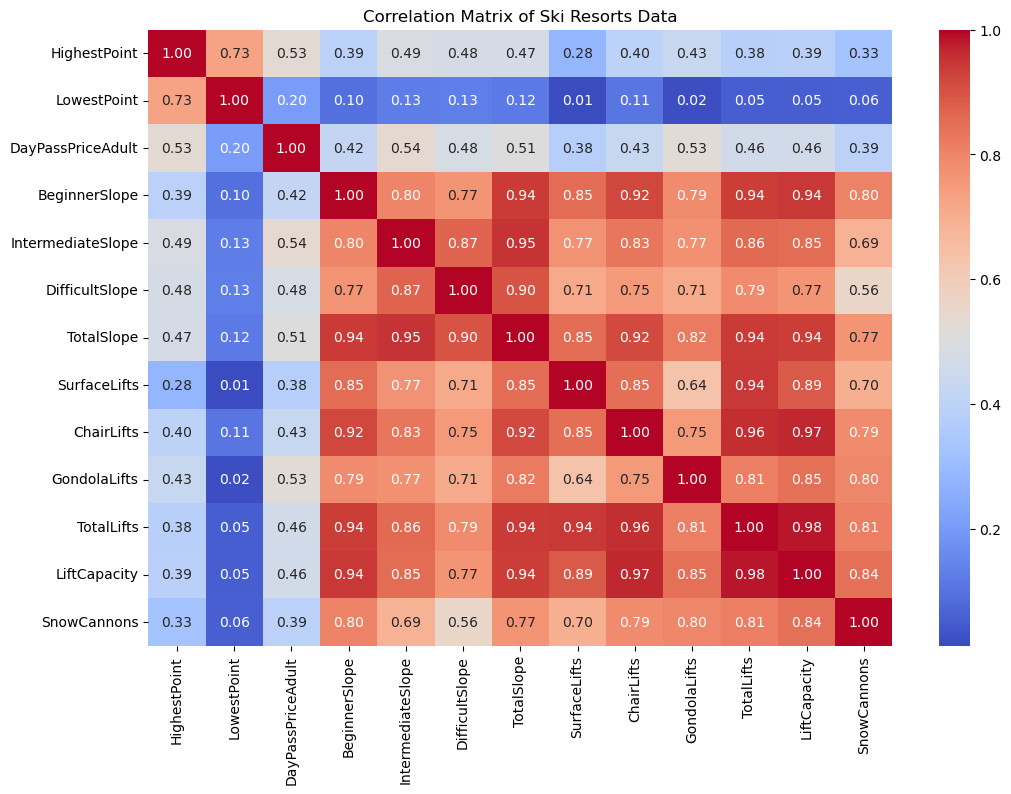 Correlation Matrix of Ski Resorts Data
HighestPoint 1.00 0.73 0.53 0.39 0.49 0.48 0.47 0.28 0.40 0.43 0.38 0.39 0.33
LowestPoint 0.73 1.00 0.20 0.10 0.13 0.13 0.12 0.01 0.11 0.02 0.05 0.05 0.06
DayPassPriceAdult 0.53 0.20 1.00 0.42 0.54 0.48 0.51 0.38 0.43 0.53 0.46 0.46 0.39
BeginnerSlope 0.39 0.10 0.42 1.00 0.80 0.77 0.94 0.85 0.92 0.79 0.94 0.94 0.80
IntermediateSlope 0.49 0.13 0.54 0.80 1.00 0.87 0.95 0.77 0.83 0.77 0.86 0.85 0.69
DifficultSlope 0.48 0.13 0.48 0.77 0.87 1.00 0.90 0.71 0.75 0.71 0.79 0.77 0.56
TotalSlope 0.47 0.12 0.51 0.94 0.95 0.90 1.00 0.85 0.92 0.82 0.94 0.94 0.77
SurfaceLifts 0.28 0.01 0.38 0.85 0.77 0.71 0.85 1.00 0.85 0.64 0.94 0.89 0.70
ChairLifts 0.40 0.11 0.43 0.92 0.83 0.75 0.92 0.85 1.00 0.75 0.96 0.97 0.79
GondolaLifts 0.43 0.02 0.53 0.79 0.77 0.71 0.82 0.64 0.75 1.00 0.81 0.85 0.80
TotalLifts 0.38 0.05 0.46 0.94 0.86 0.79 0.94 0.94 0.96 0.81 1.00 0.98 0.81
LiftCapacity 0.39 0.05 0.46 0.94 0.85 0.77 0.94 0.89 0.97 0.85 0.98 1.00 0.84
SnowCannons 0.33 0.06 0.39 0.80 0.69 0.56 0.77 0.70 0.79 0.80 0.81 0.84 1.00
HighestPoint
LowestPoint
DayPassPriceAdult
BeginnerSlope
IntermediateSlope
DifficultSlope
TotalSlope
SurfaceLifts
ChairLifts
GondolaLifts
TotalLifts
LiftCapacity
SnowCannons
1.0
0.8
0.6
0.4
0.2